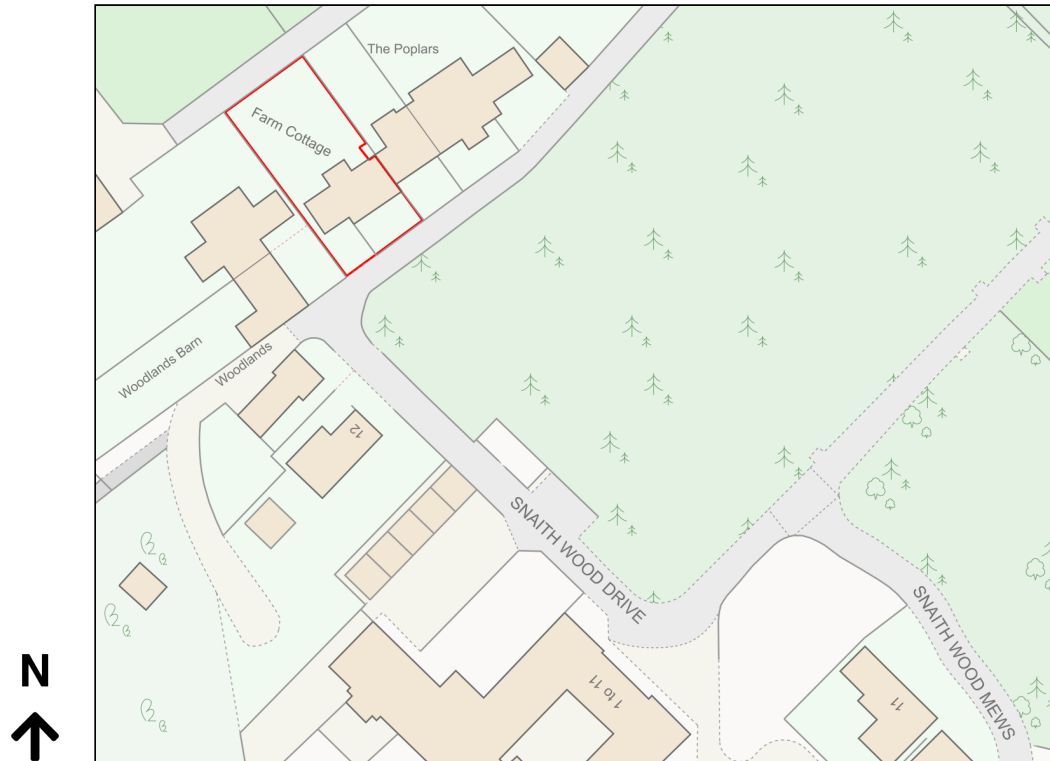 The Poplars
Farm Cottage
Woodlands Barn
Woodlands
12
SNAITH WOOD DRIVE
SNAITH WOOD MEWS
1 to 11
11
N